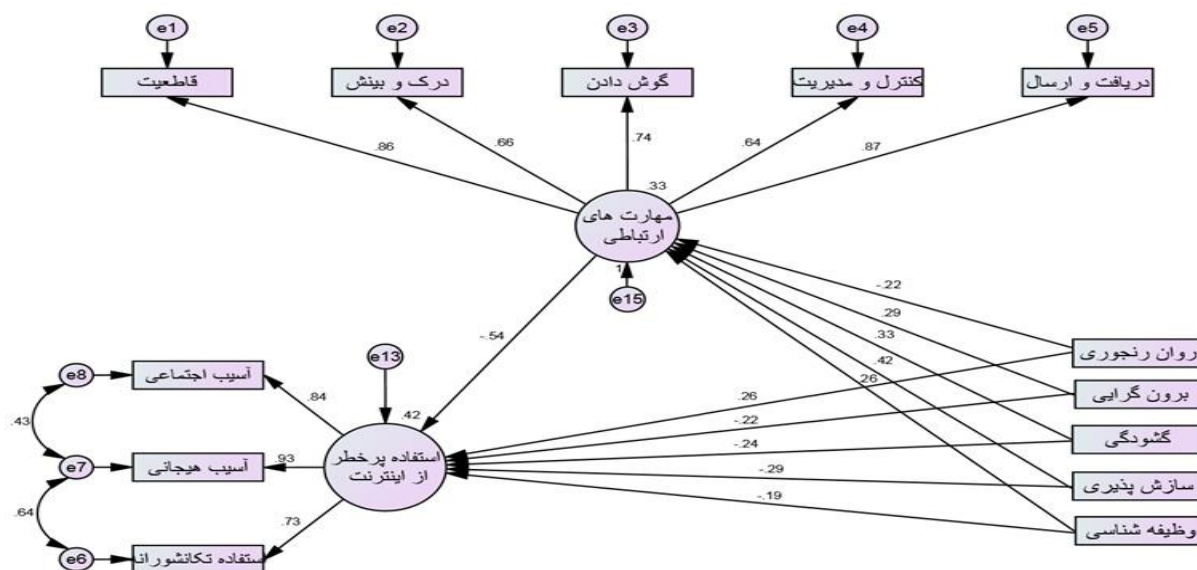 e1
e2
e3
e4
e5
قاطعیت
درک و بینش
گوش دادن
کنترل و مدیریت
دریافت و ارسال
.86
.66
.74
.64
.87
.33
مهارت های
ارتباطی
1
e15
-.54
-.22
.29
.33
.42
.26
روان رنجوری
برون گرایی
گشودگی
سازش پذیری
وظیفه شناسی
e13
e8
آسیب اجتماعی
.84
.42
.26
-.22
-.24
-.29
-.19
.43
e7
آسیب هیجانی
.93
استفاده پرخطر
از اینترنت
.64
.73
e6
ستفاده تکانشورانه